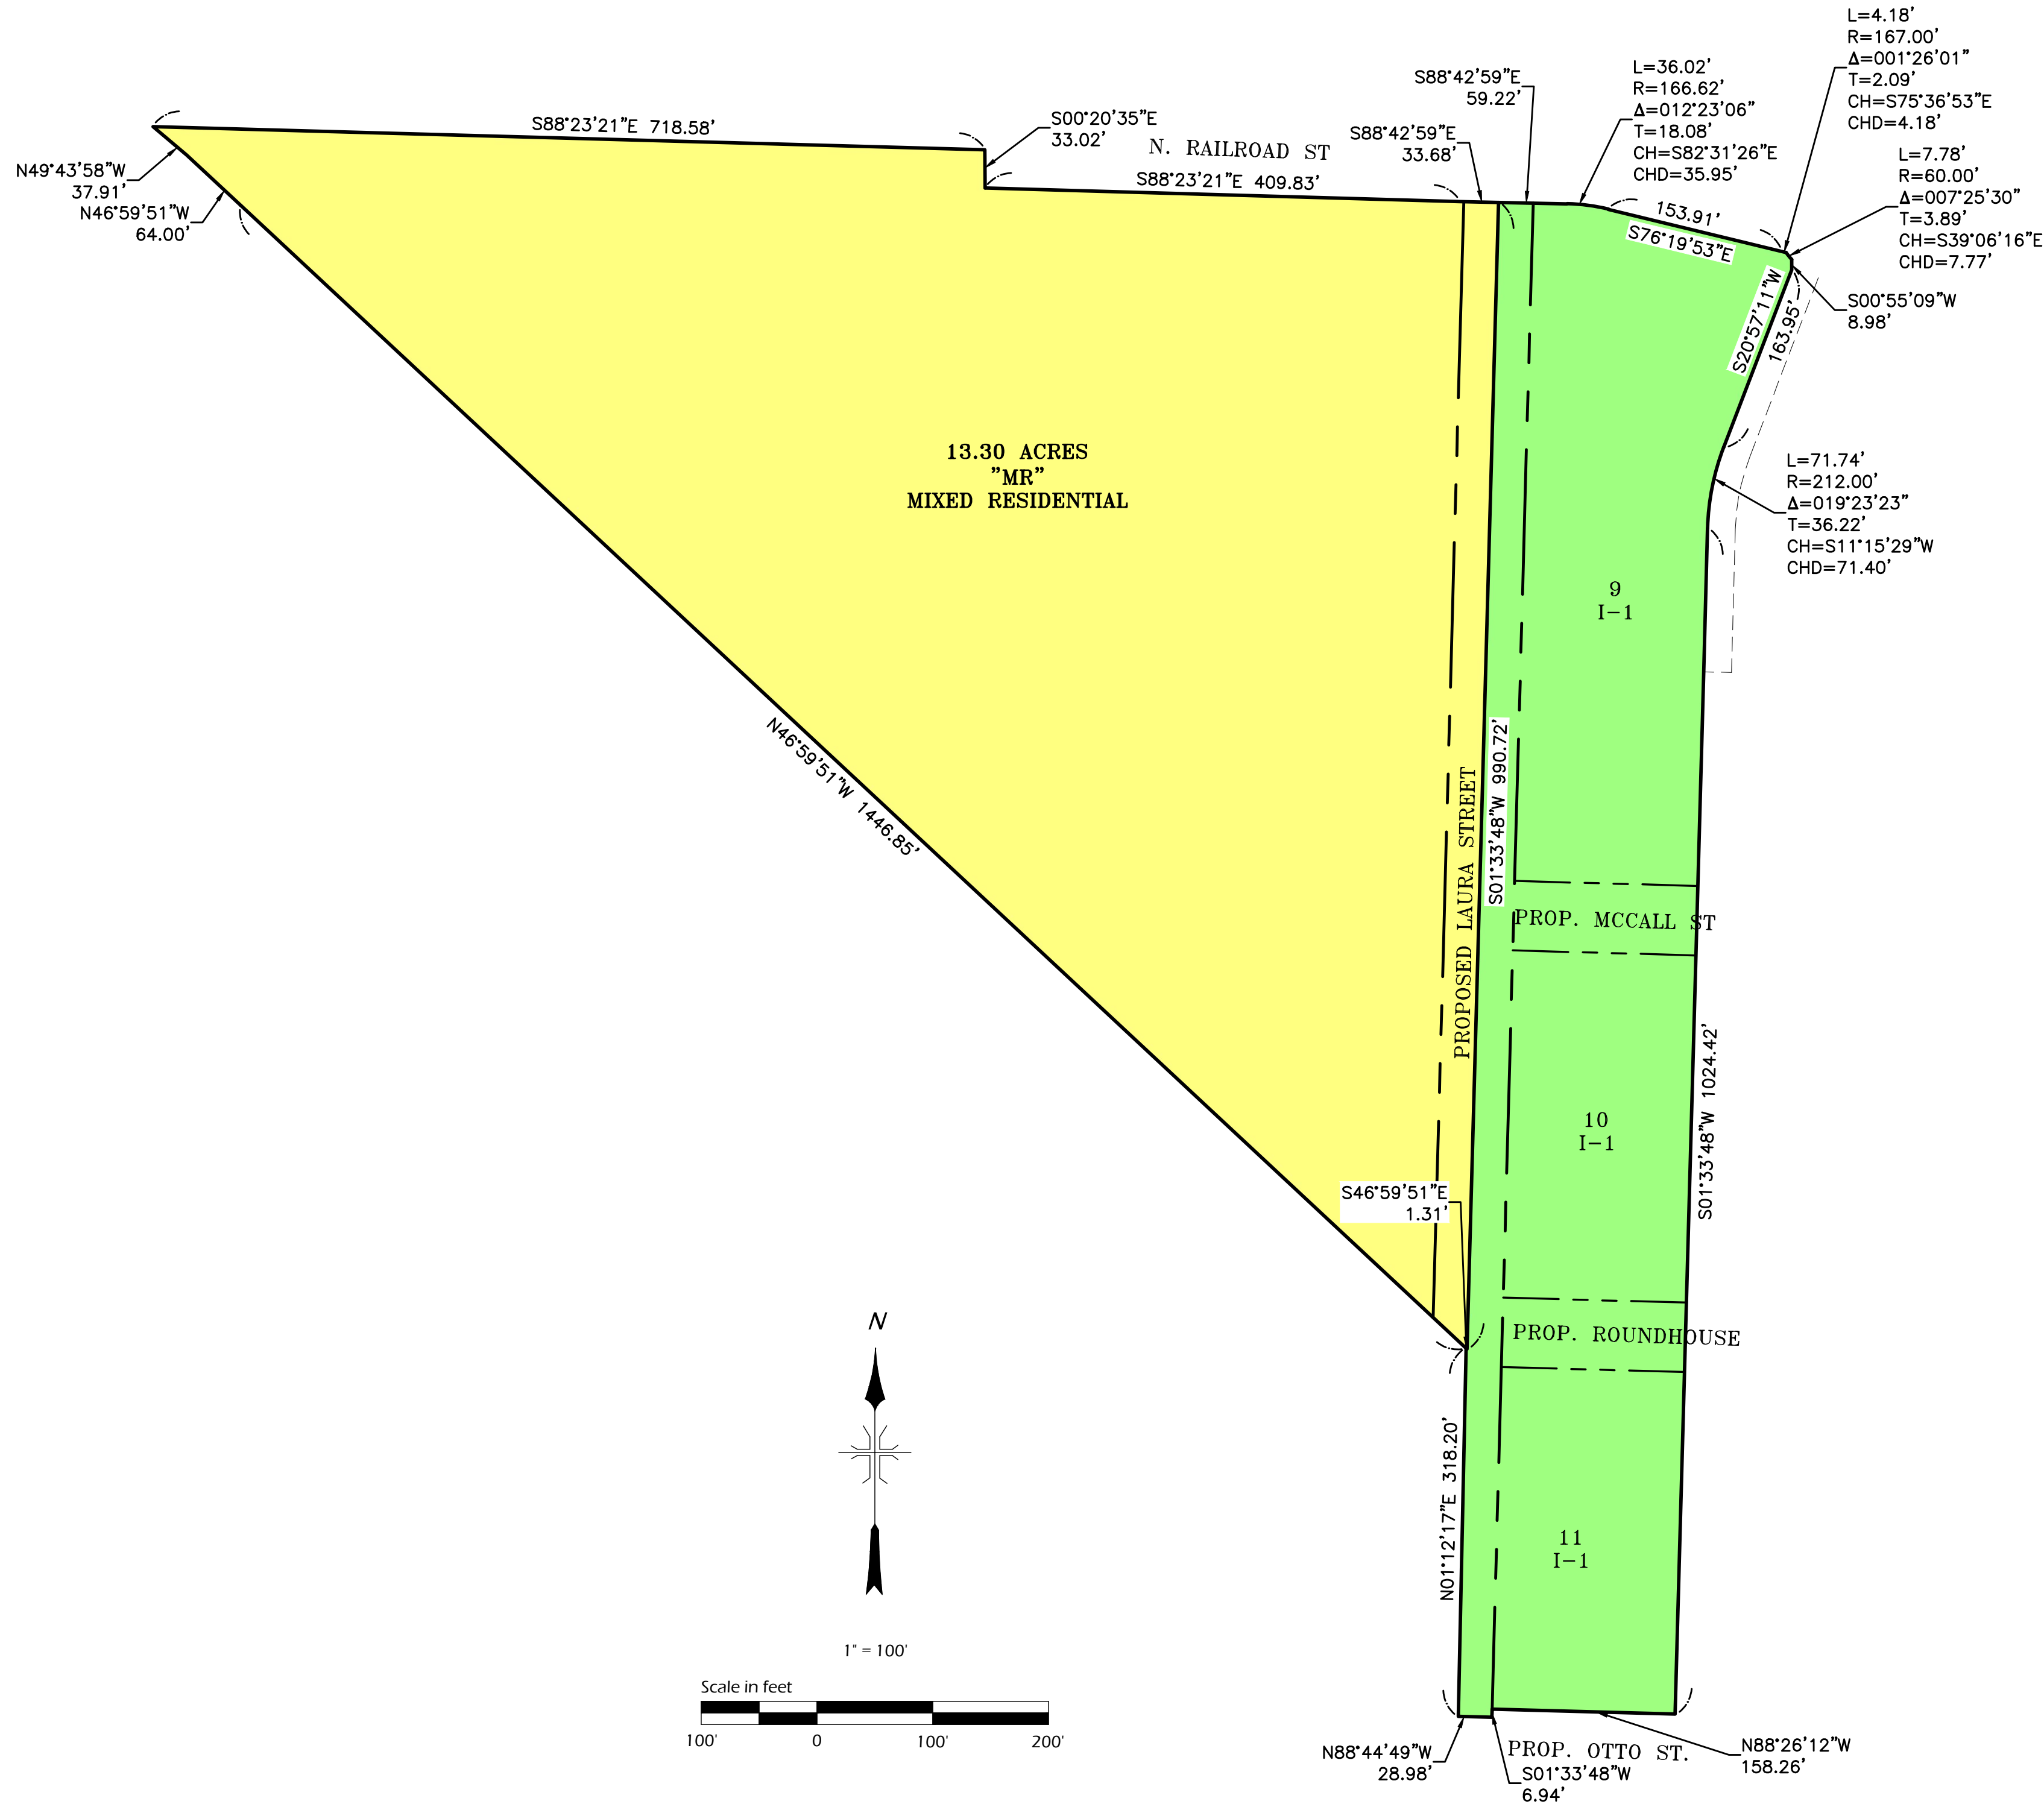 L=4.18'
R=167.00'
Δ=001°26'01"
T=2.09'
CH=S75°36'53"E
CHD=4.18'
L=36.02'
R=166.62'
Δ=012°23'06"
T=18.08'
CH=S82°31'26"E
CHD=35.95'
S88°42'59"E
59.22'
S88°42'59"E
33.68'
S00°20'35"E
33.02'
N. RAILROAD ST
S88°23'21"E 718.58'
S88°23'21"E 409.83'
N49°43'58"W
37.91'
N46°59'51"W
64.00'
L=7.78'
R=60.00'
Δ=007°25'30"
T=3.89'
CH=S39°06'16"E
CHD=7.77'
153.91'
S76°19'53"E
S00°55'09"W
8.98'
S20°57'11"W
163.95'
13.30 ACRES
"MR"
MIXED RESIDENTIAL
L=71.74'
R=212.00'
Δ=019°23'23"
T=36.22'
CH=S11°15'29"W
CHD=71.40'
9
I-1
N46°59'51"W 1446.85'
PROPOSED LAURA STREET
S01°33'48"W 990.72'
PROP. MCCALL ST
10
I-1
S01°33'48"W 1024.42'
S46°59'51"E
1.31'
PROP. ROUNDHOUSE
N
N01°12'17"E 318.20'
11
I-1
1" = 100'
Scale in feet
100' 0 100' 200'
N88°44'49"W
28.98'
PROP. OTTO ST.
S01°33'48"W
6.94'
N88°26'12"W
158.26'